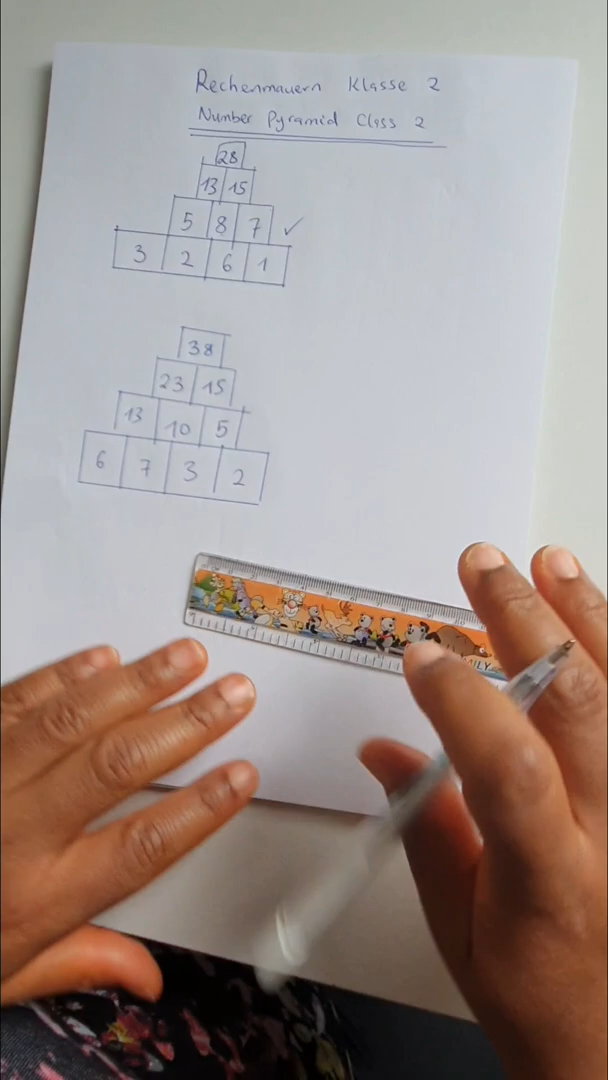 Rechenmauern Klasse 2
Number Pyramid Class 2
28
13 15
5 8 7 ✓
3 2 6 1
38
23 15
13 10 5
6 7 3 2